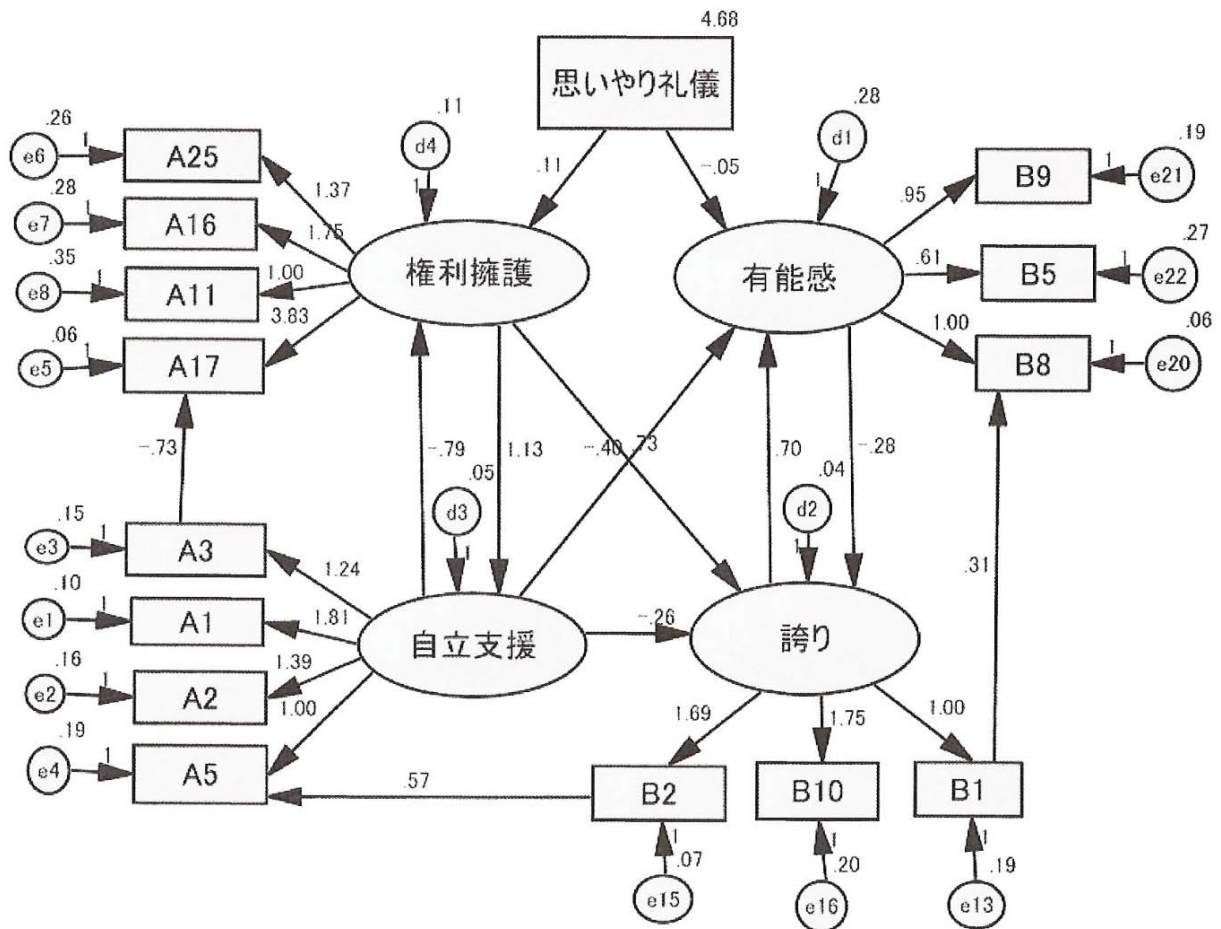 4.68
思いやり礼儀
.11
-.05
.11
d4
1
.28
d1
1
.26
e6
1
A25
1.37
.28
e7
1
A16
1.75
.35
e8
1
A11
1.00
.06
e5
1
A17
3.83
権利擁護
有能感
.95
B9
1
.19
e21
.61
B5
1
.27
e22
1.00
B8
1
.06
e20
-.73
-.79
1.13
-.40
.73
.70
-.28
.31
.05
d3
1
.04
d2
1
.15
e3
1
A3
1.24
.10
e1
1
A1
1.81
.16
e2
1
A2
1.39
.19
e4
1
A5
1.00
自立支援
-.26
誇り
1.69
1.75
1.00
.57
B2
B10
B1
1
.07
e15
1
.20
e16
1
.19
e13